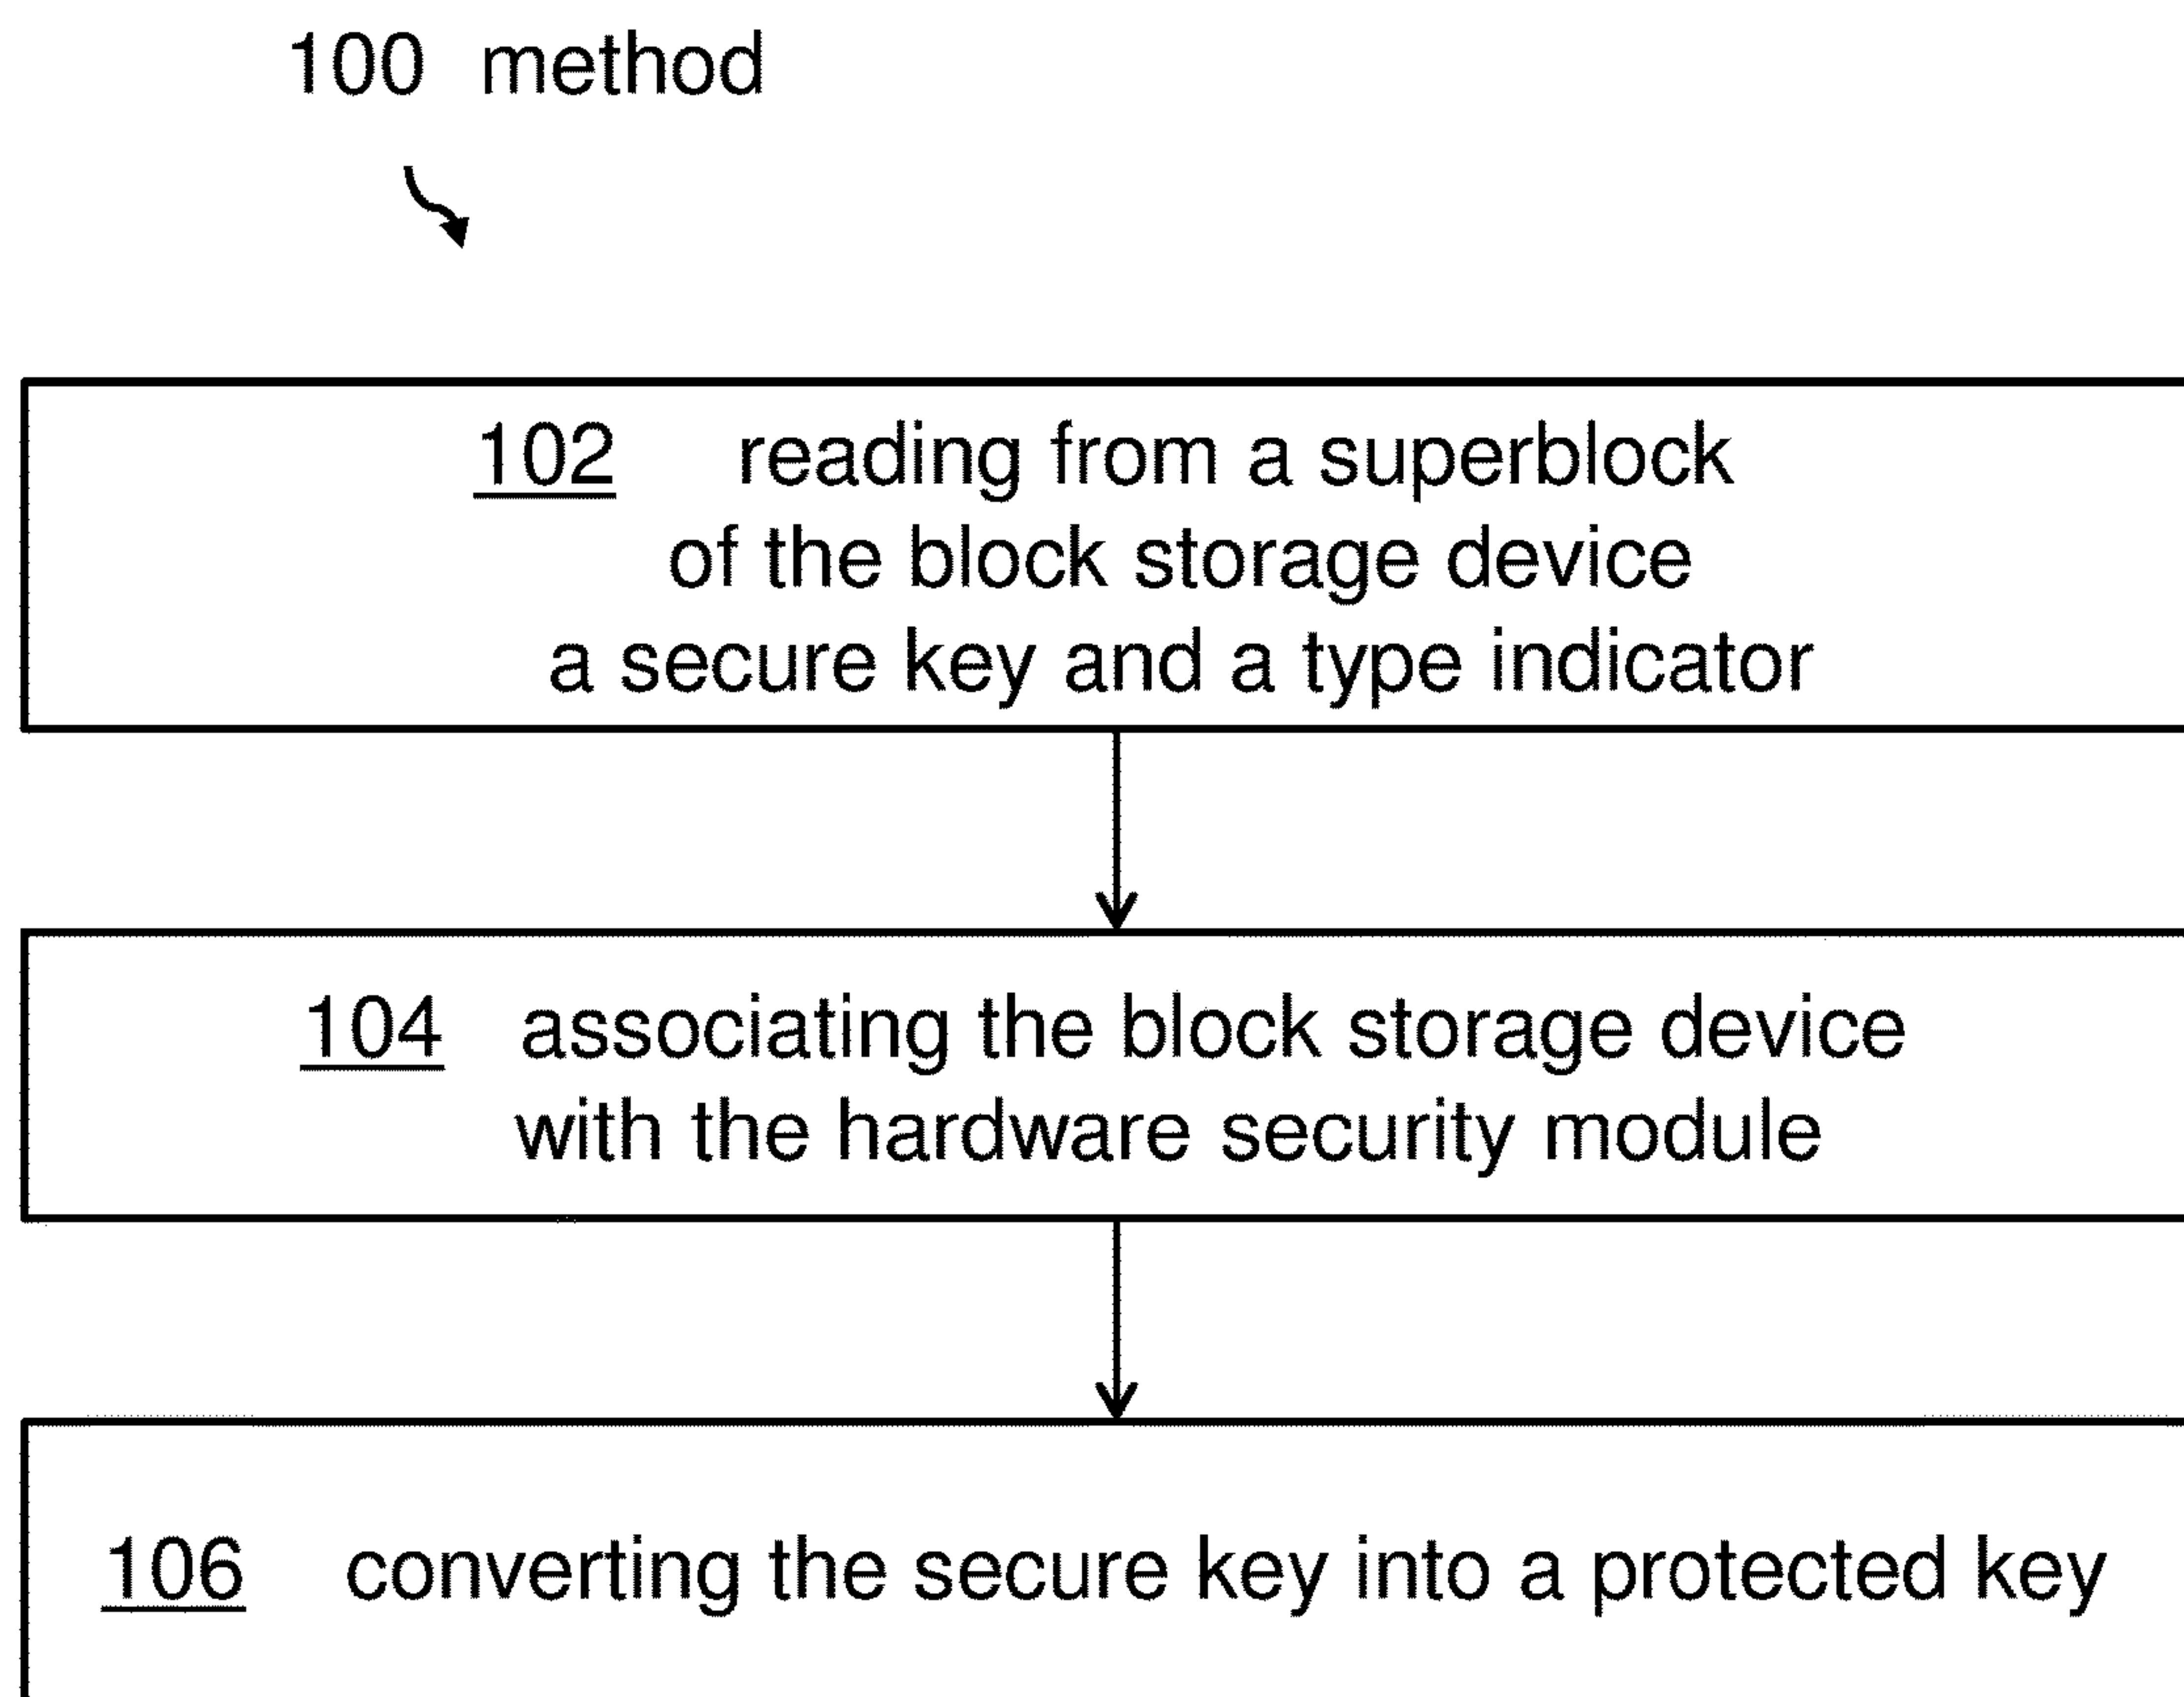 100 method
102 reading from a superblock
of the block storage device
a secure key and a type indicator
104 associating the block storage device
with the hardware security module
106 converting the secure key into a protected key